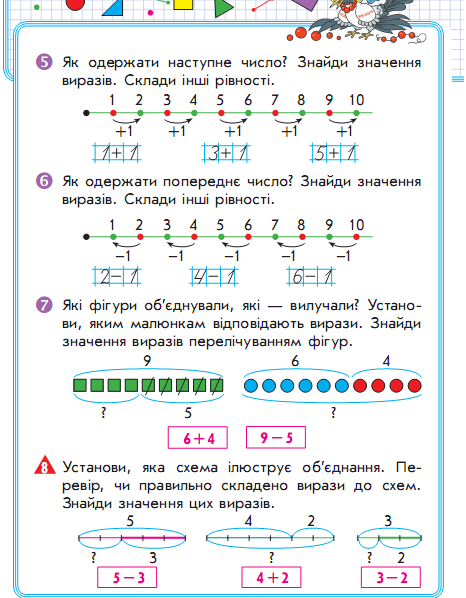 5 Як одержати наступне число? Знайди значення
виразів. Склади інші рівності.
1 2 3 4 5 6 7 8 9 10
+1 +1 +1 +1 +1
1+1 3+1 5+1
6 Як одержати попереднє число? Знайди значення
виразів. Склади інші рівності.
1 2 3 4 5 6 7 8 9 10
−1 −1 −1 −1 −1
2−1 4−1 6−1
7 Які фігури об’єднували, які — вилучали? Устано-
ви, яким малюнкам відповідають вирази. Знайди
значення виразів перелічуванням фігур.
9 6 4
? 5 ?
6+4 9−5
8 Установи, яка схема ілюструє об’єднання. Пе-
ревір, чи правильно складено вирази до схем.
Знайди значення цих виразів.
5 4 2 3
? 3 ? ? 2
5−3 4+2 3−2